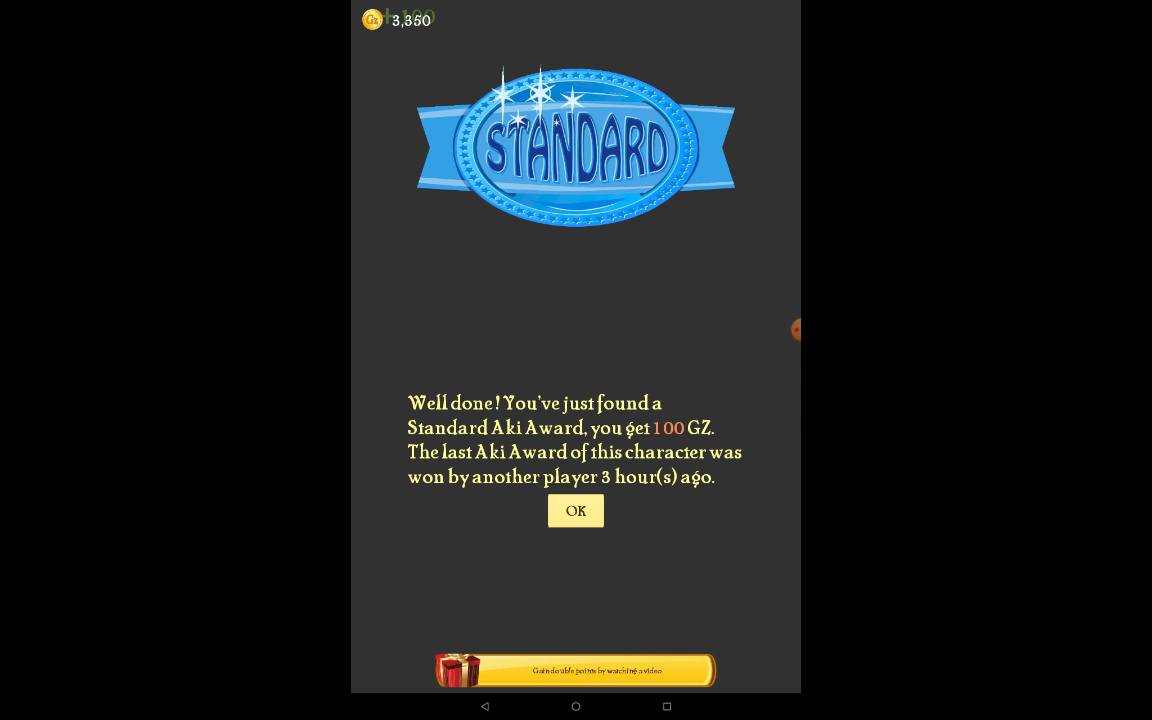 + 100
3,350
STANDARD
Well done! You've just found a
Standard Aki Award, you get 100 GZ.
The last Aki Award of this character was
won by another player 3 hour(s) ago.
OK
Gain double points by watching a video